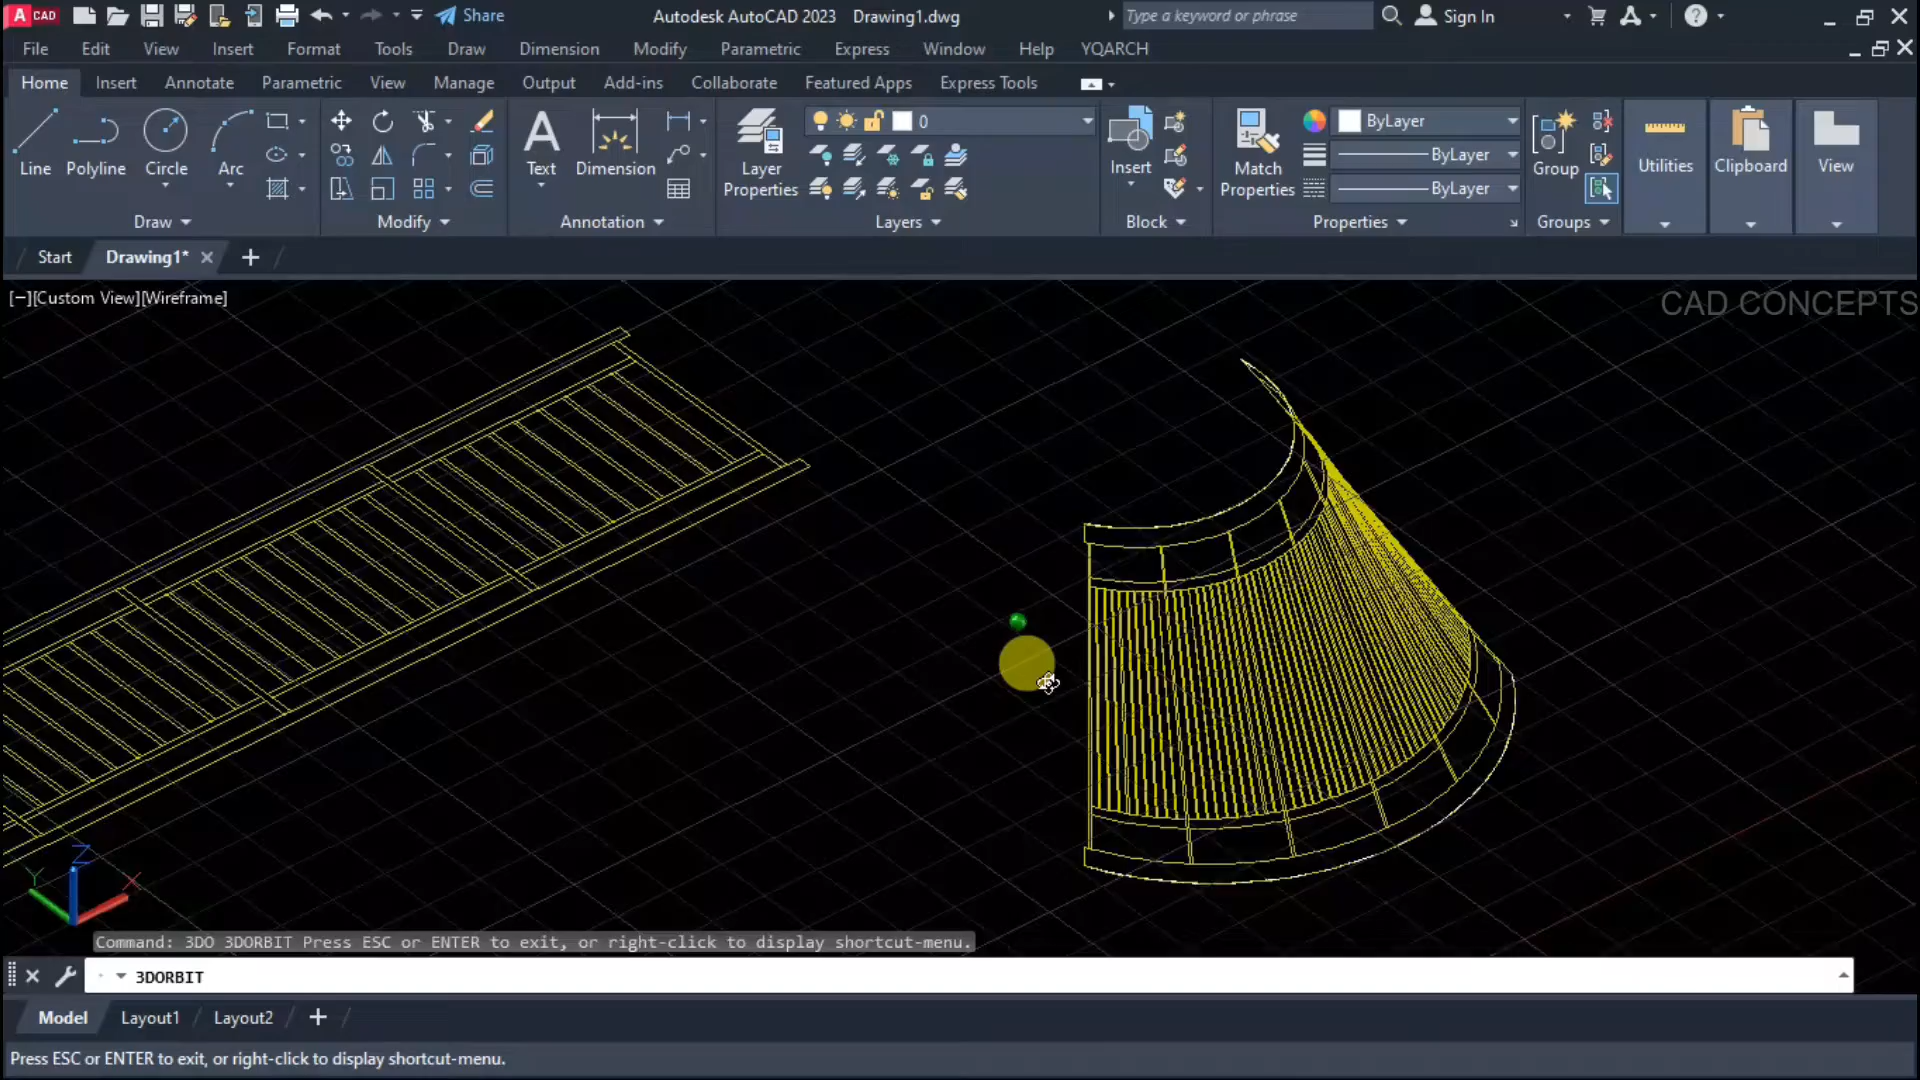 A CAD Share Autodesk AutoCAD 2023 Drawing1.dwg Type a keyword or phrase Sign In
File Edit View Insert Format Tools Draw Dimension Modify Parametric Express Window Help YQARCH
Home Insert Annotate Parametric View Manage Output Add-ins Collaborate Featured Apps Express Tools
0 ByLayer
ByLayer
Line Polyline Circle Arc Text Dimension Layer Properties Insert Match Properties Group Utilities Clipboard View
ByLayer
Draw Modify Annotation Layers Block Properties Groups
Start Drawing1* +
[−][Custom View][Wireframe]
CAD CONCEPTS
Z
Y X
Command: 3DO 3DORBIT Press ESC or ENTER to exit, or right-click to display shortcut-menu.
3DORBIT
Model Layout1 Layout2 +
Press ESC or ENTER to exit, or right-click to display shortcut-menu.